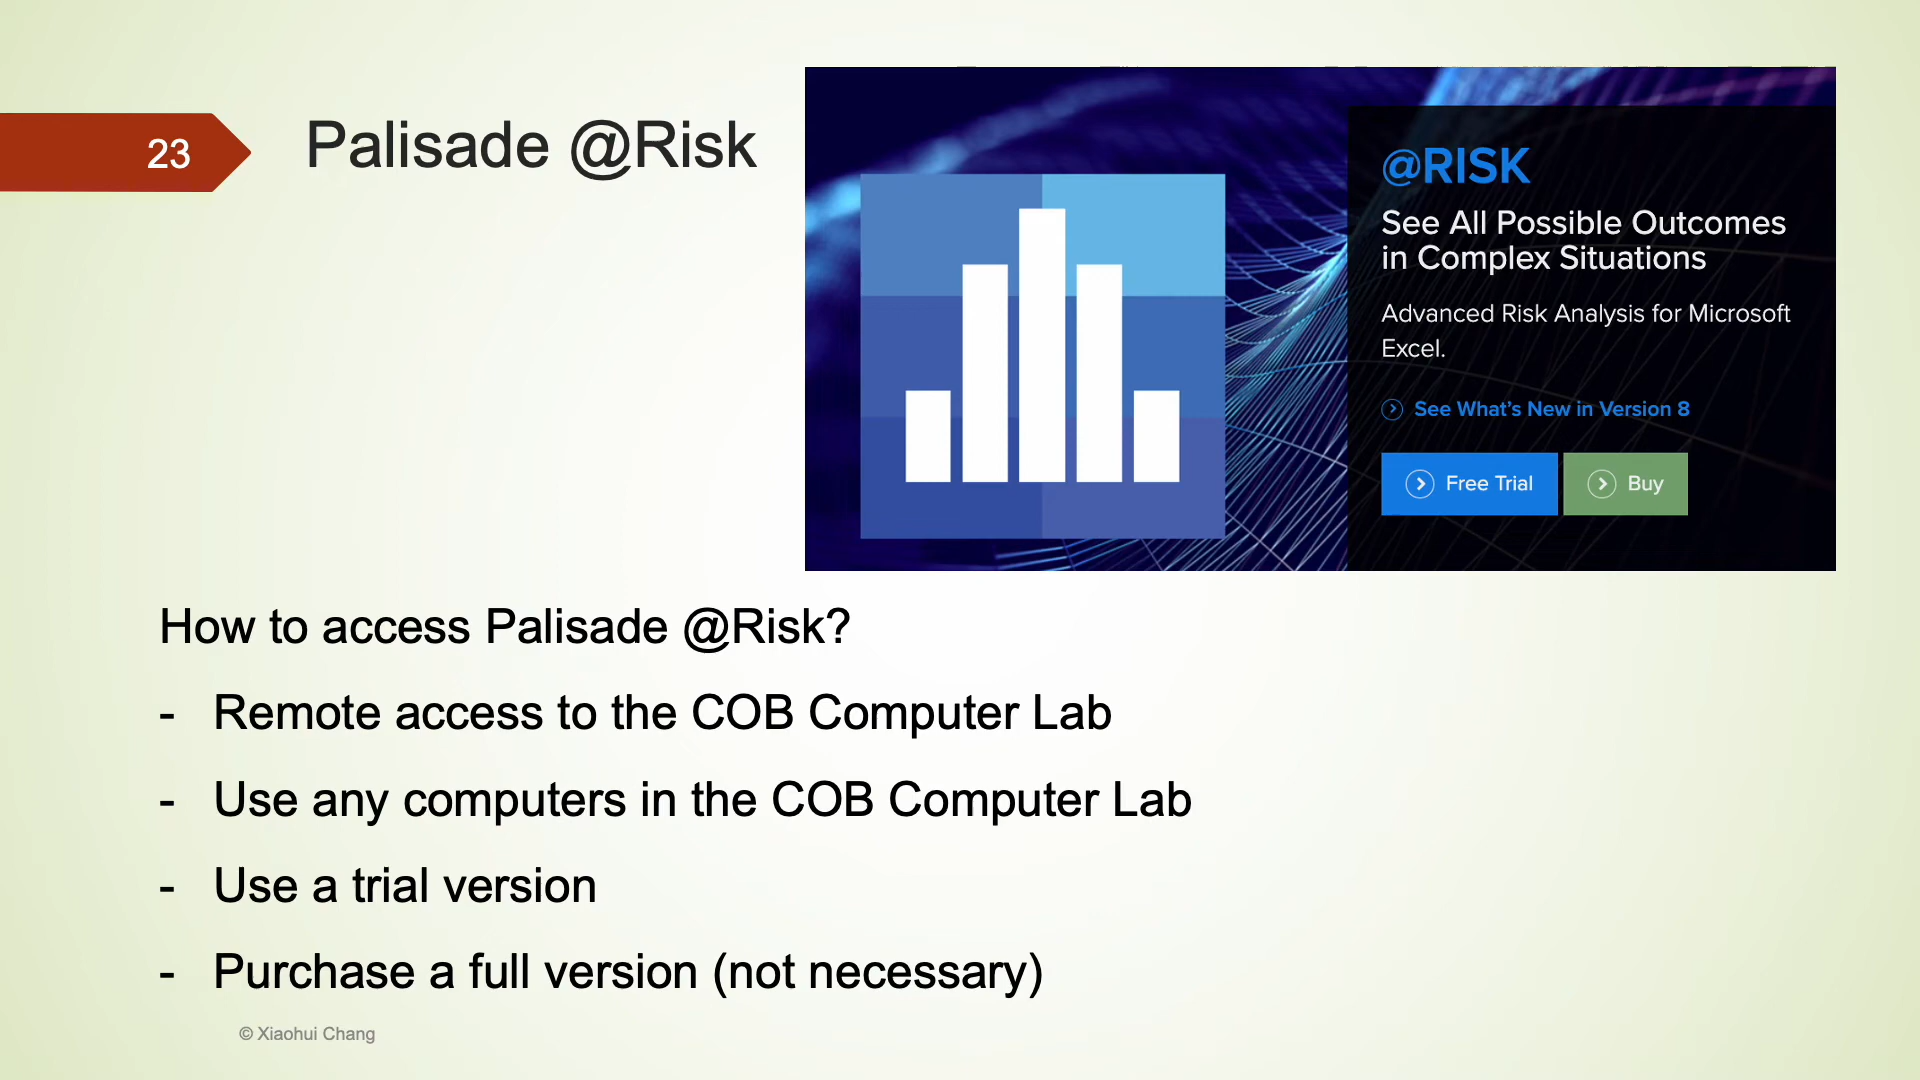 23
Palisade @Risk
@RISK
See All Possible Outcomes
in Complex Situations
Advanced Risk Analysis for Microsoft
Excel.
See What's New in Version 8
Free Trial
Buy
How to access Palisade @Risk?
- Remote access to the COB Computer Lab
- Use any computers in the COB Computer Lab
- Use a trial version
- Purchase a full version (not necessary)
© Xiaohui Chang